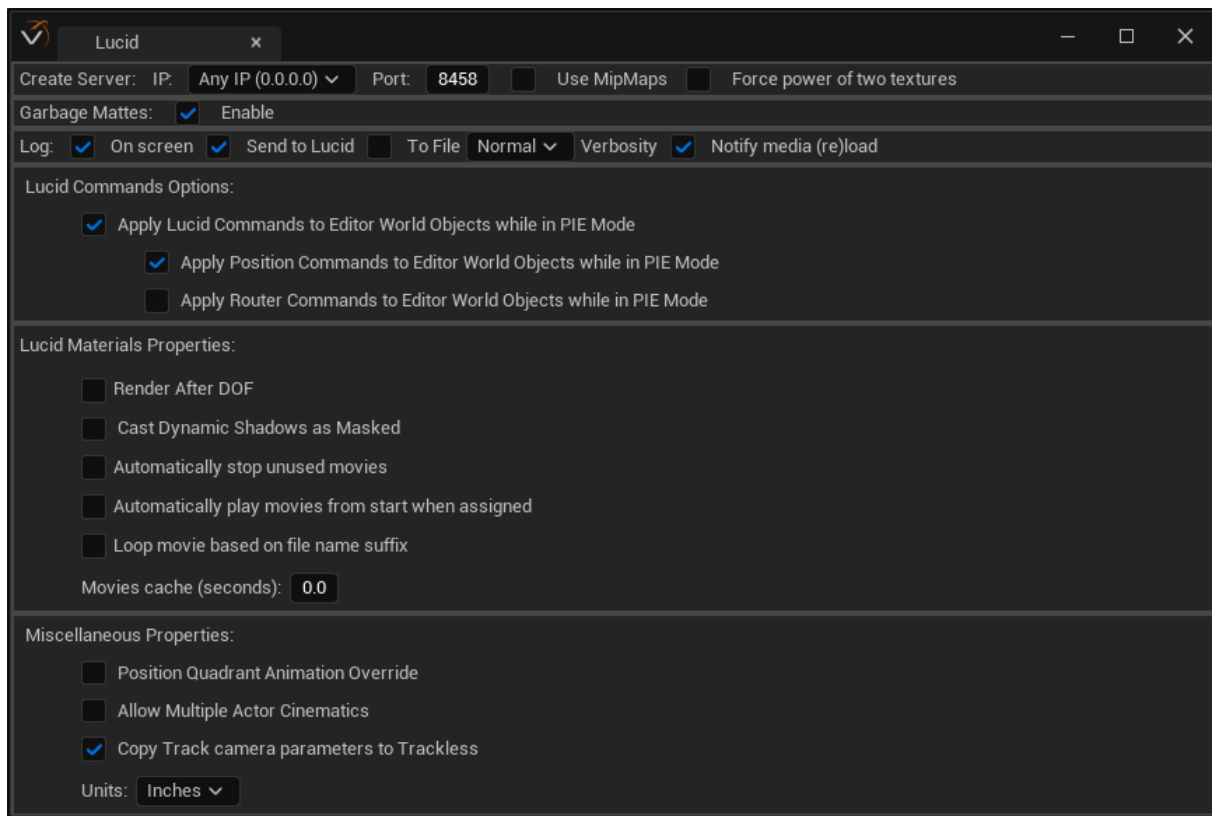 Lucid
Create Server: IP: Any IP (0.0.0.0) Port: 8458 Use MipMaps Force power of two textures
Garbage Mattes: Enable
Log: On screen Send to Lucid To File Normal Verbosity Notify media (re)load
Lucid Commands Options:
Apply Lucid Commands to Editor World Objects while in PIE Mode
Apply Position Commands to Editor World Objects while in PIE Mode
Apply Router Commands to Editor World Objects while in PIE Mode
Lucid Materials Properties:
Render After DOF
Cast Dynamic Shadows as Masked
Automatically stop unused movies
Automatically play movies from start when assigned
Loop movie based on file name suffix
Movies cache (seconds): 0.0
Miscellaneous Properties:
Position Quadrant Animation Override
Allow Multiple Actor Cinematics
Copy Track camera parameters to Trackless
Units: Inches